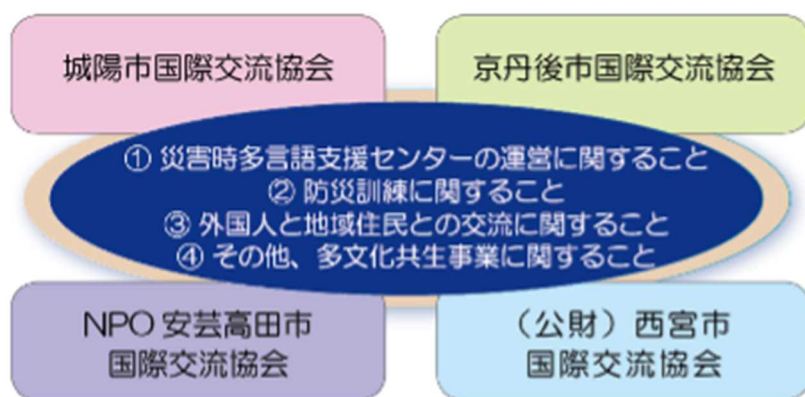 城陽市国際交流協会
京丹後市国際交流協会
① 災害時多言語支援センターの運営に関すること
② 防災訓練に関すること
③ 外国人と地域住民との交流に関すること
④ その他、多文化共生事業に関すること
NPO 安芸高田市
国際交流協会
（公財）西宮市
国際交流協会